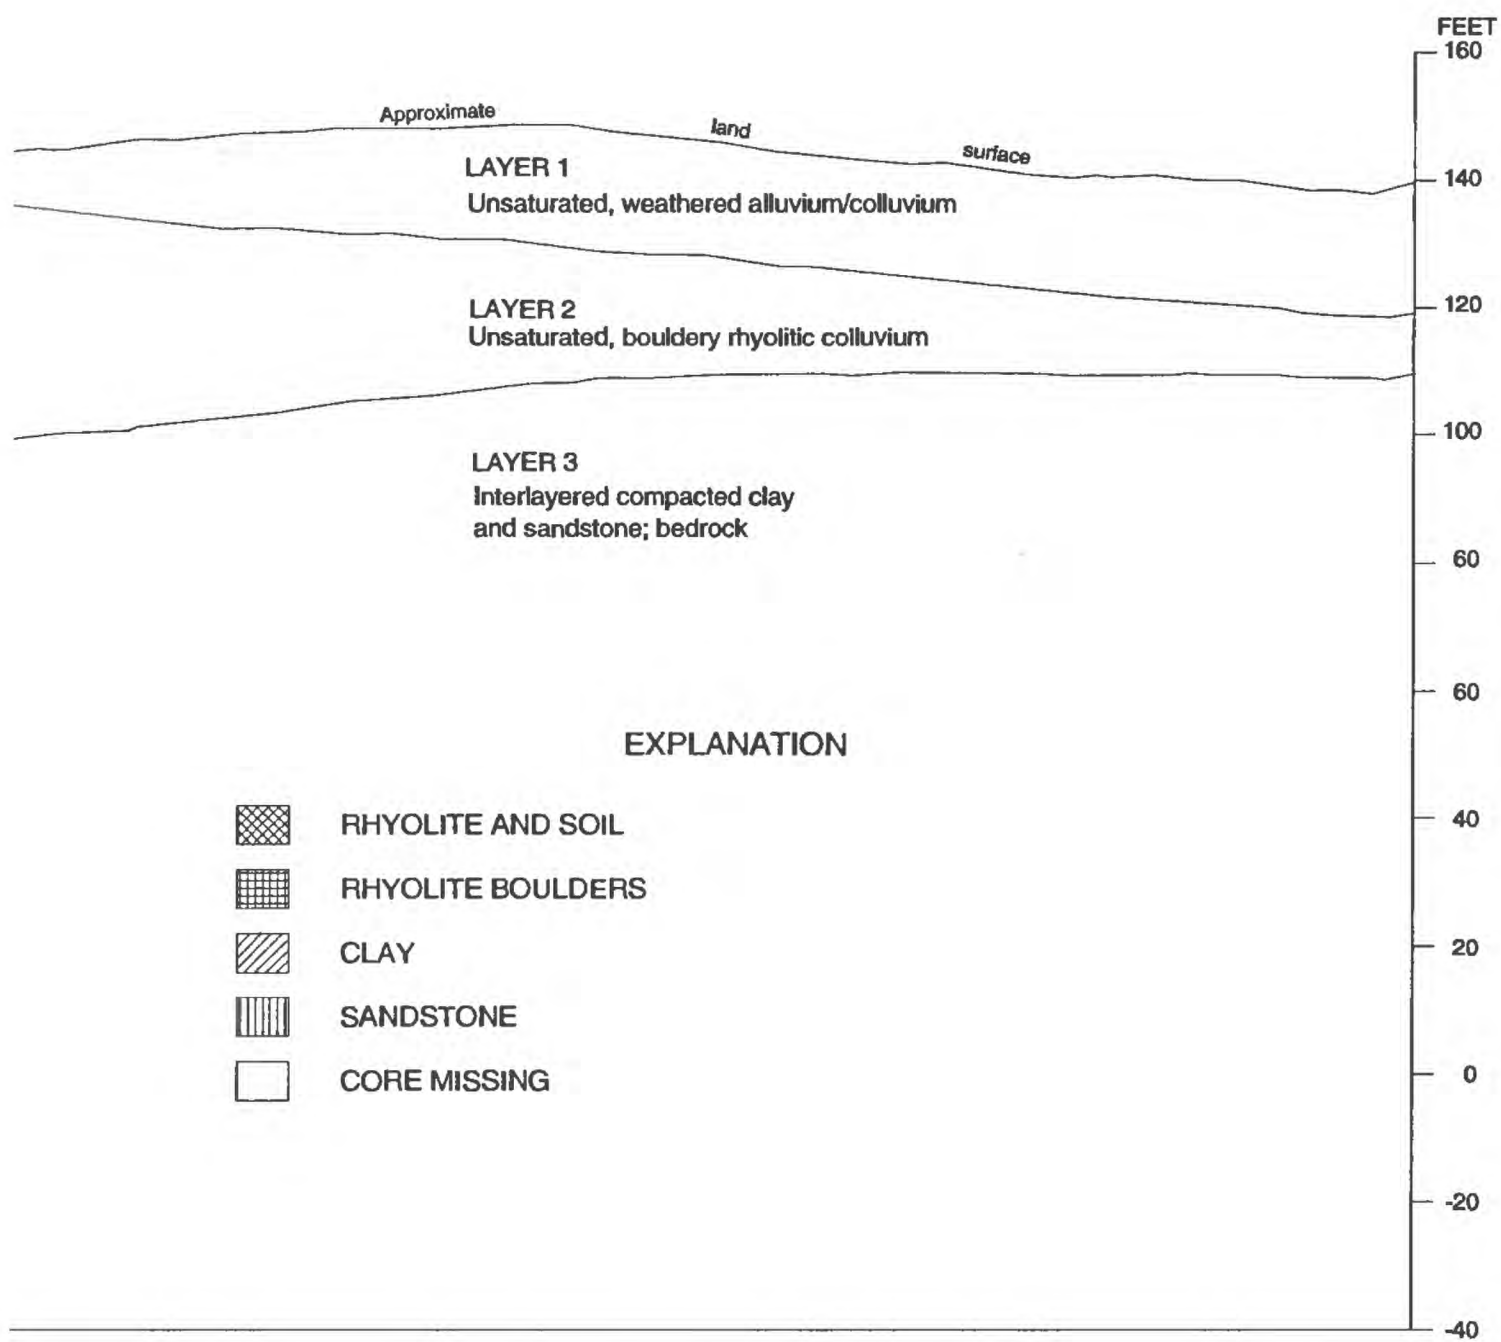 FEET
160
Approximate
land
surface
LAYER 1
Unsaturated, weathered alluvium/colluvium
140
LAYER 2
Unsaturated, bouldery rhyolitic colluvium
120
100
LAYER 3
Interlayered compacted clay
and sandstone; bedrock
60
60
EXPLANATION
RHYOLITE AND SOIL
40
RHYOLITE BOULDERS
CLAY
20
SANDSTONE
CORE MISSING
0
-20
-40